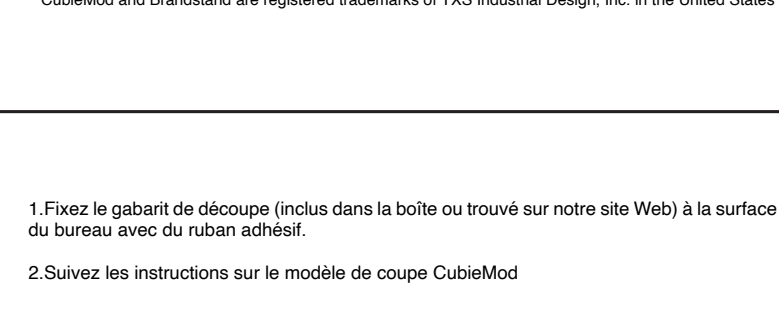 CubieMod and Brandstand are registered trademarks of TXS Industrial Design, Inc. in the United States
1.Fixez le gabarit de découpe (inclus dans la boîte ou trouvé sur notre site Web) à la surface
du bureau avec du ruban adhésif.
2.Suivez les instructions sur le modèle de coupe CubieMod